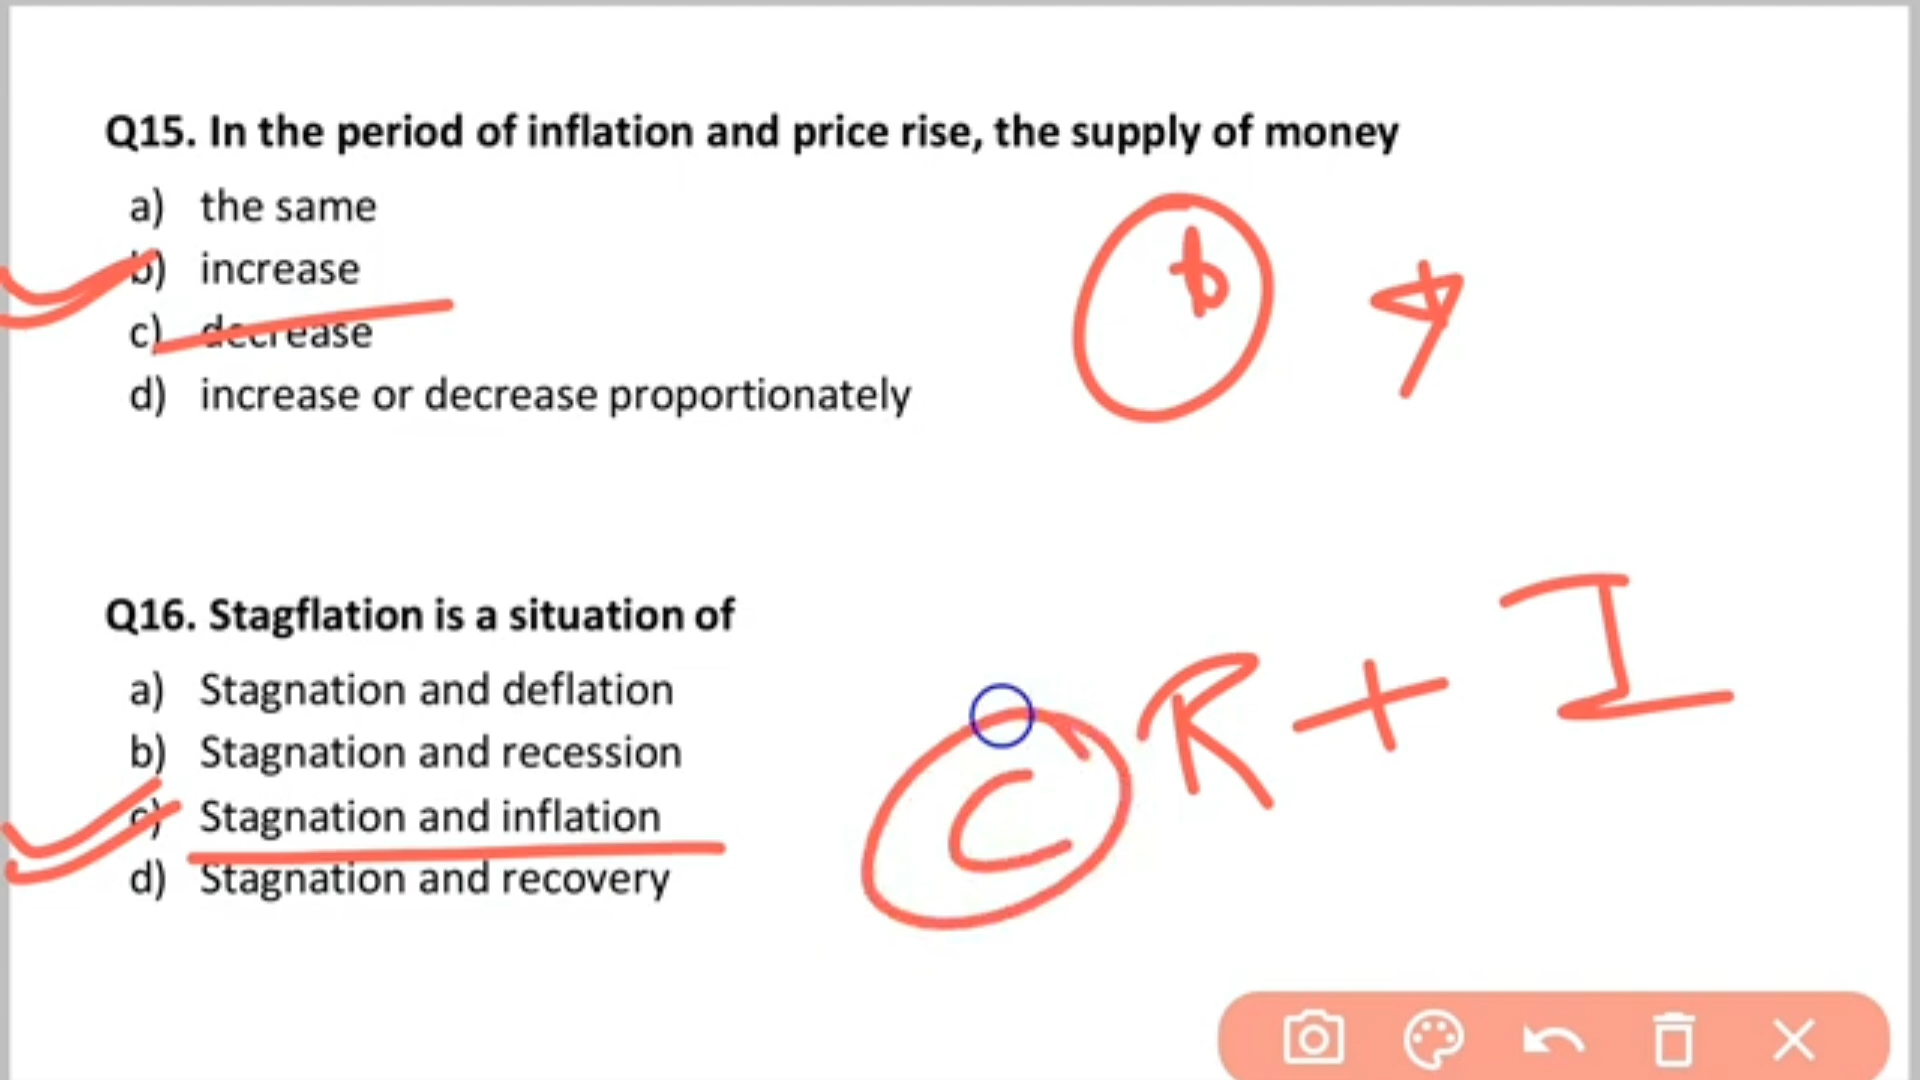 Q15. In the period of inflation and price rise, the supply of money
a) the same
b) increase
b
c) decrease
d) increase or decrease proportionately
Q16. Stagflation is a situation of
a) Stagnation and deflation
R + I
b) Stagnation and recession
c) Stagnation and inflation
C
d) Stagnation and recovery